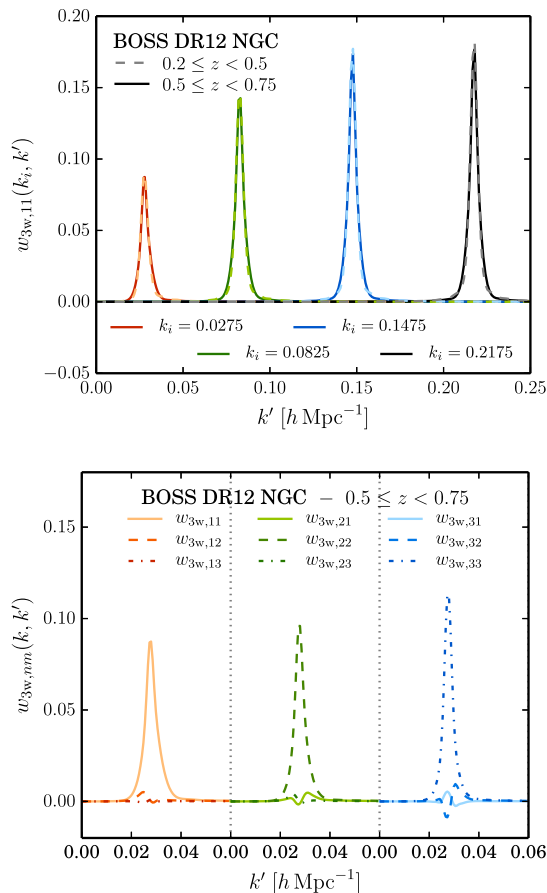 0.20
BOSS DR12 NGC
0.2 ≤ z < 0.5
0.5 ≤ z < 0.75
0.15
0.10
0.05
0.00
−0.05
w3w,11(ki, k′)
ki = 0.0275
ki = 0.1475
ki = 0.0825
ki = 0.2175
0.00 0.05 0.10 0.15 0.20 0.25
k′ [h Mpc−1]
BOSS DR12 NGC − 0.5 ≤ z < 0.75
w3w,11 w3w,21 w3w,31
w3w,12 w3w,22 w3w,32
w3w,13 w3w,23 w3w,33
0.15
0.10
0.05
0.00
w3w,nm(k, k′)
0.00 0.02 0.04 0.00 0.02 0.04 0.00 0.02 0.04 0.06
k′ [h Mpc−1]